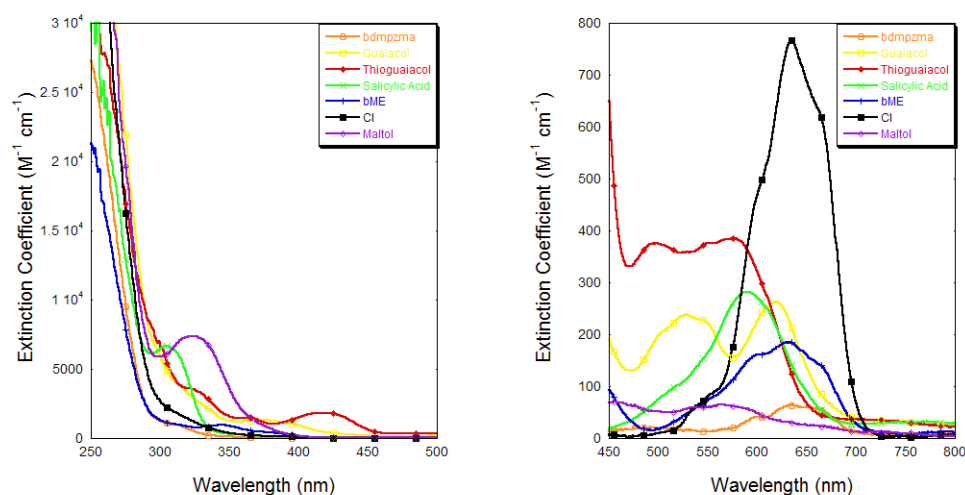 3 10⁴
2.5 10⁴
2 10⁴
1.5 10⁴
1 10⁴
5000
0
250 300 350 400 450 500
Extinction Coefficient (M⁻¹ cm⁻¹)
Wavelength (nm)
bdmpzma
Guaiacol
Thioguaiacol
Salicylic Acid
bME
Cl
Maltol
800
700
600
500
400
300
200
100
0
450 500 550 600 650 700 750 800
Extinction Coefficient (M⁻¹ cm⁻¹)
Wavelength (nm)
bdmpzma
Guaiacol
Thioguaiacol
Salicylic Acid
bME
Cl
Maltol